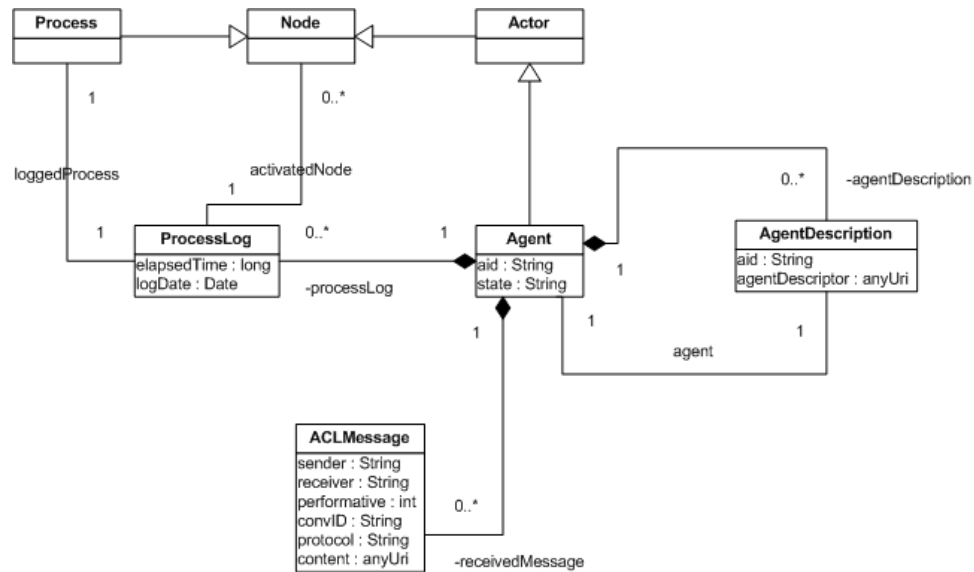 Process
Node
Actor
1
0..*
loggedProcess
activatedNode
1
1
ProcessLog
elapsedTime : long
logDate : Date
0..*
1
-processLog
Agent
aid : String
state : String
0..*
-agentDescription
AgentDescription
aid : String
agentDescriptor : anyUri
1
1
1
1
agent
ACLMessage
sender : String
receiver : String
performative : int
convID : String
protocol : String
content : anyUri
0..*
-receivedMessage